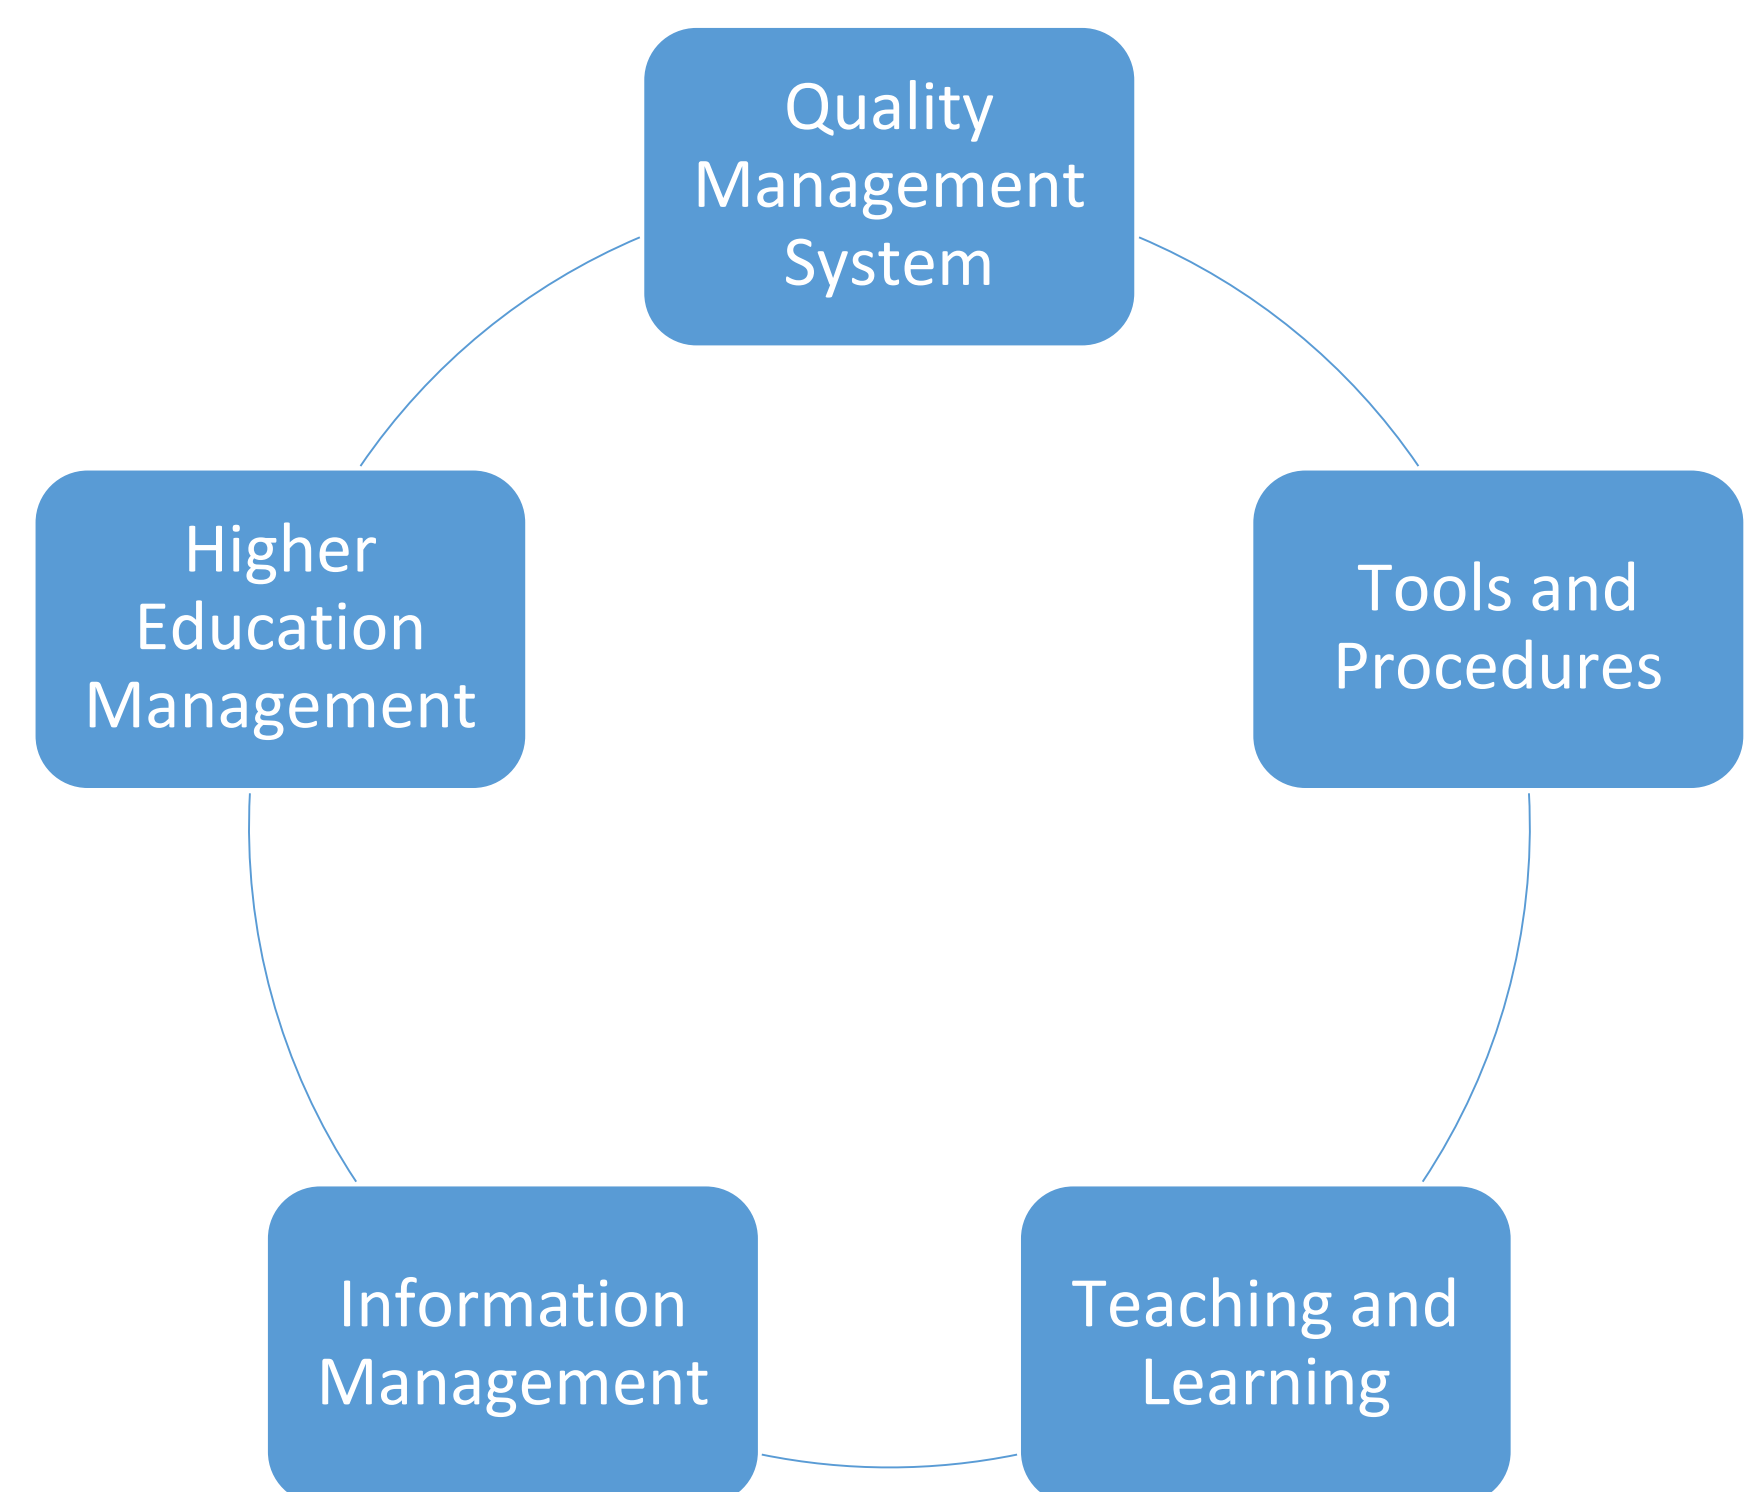 Quality
Management
System
Tools and
Procedures
Teaching and
Learning
Information
Management
Higher
Education
Management